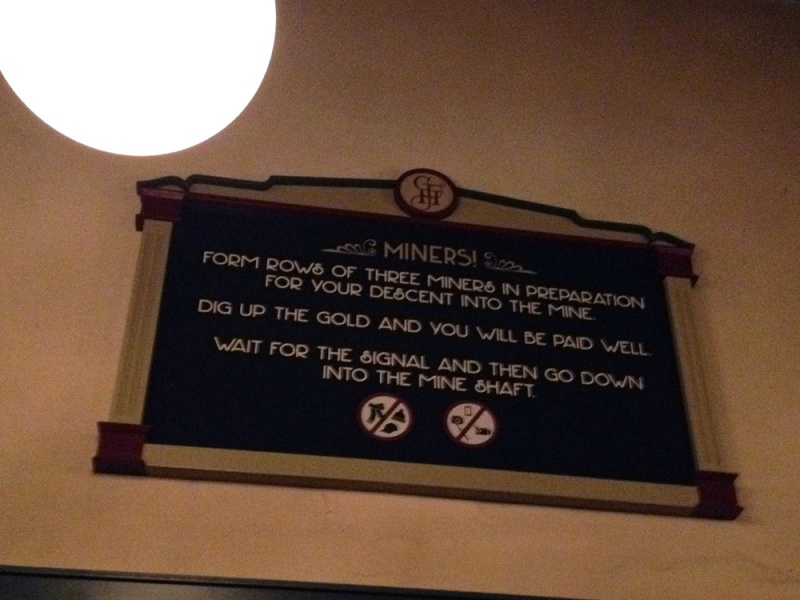 GSH
MINERS!
FORM ROWS OF THREE MINERS IN PREPARATION
FOR YOUR DESCENT INTO THE MINE.
DIG UP THE GOLD AND YOU WILL BE PAID WELL.
WAIT FOR THE SIGNAL AND THEN GO DOWN
INTO THE MINE SHAFT.